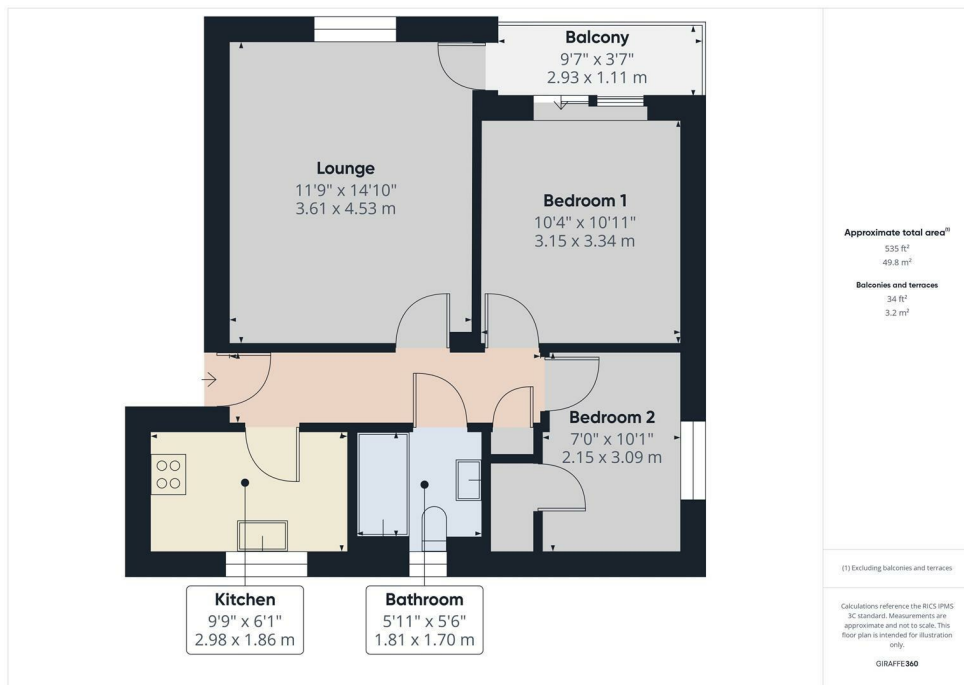 Balcony
9'7" x 3'7"
2.93 x 1.11 m
Lounge
11'9" x 14'10"
3.61 x 4.53 m
Bedroom 1
10'4" x 10'11"
3.15 x 3.34 m
Bedroom 2
7'0" x 10'1"
2.15 x 3.09 m
Kitchen
9'9" x 6'1"
2.98 x 1.86 m
Bathroom
5'11" x 5'6"
1.81 x 1.70 m
Approximate total area⁽¹⁾
535 ft²
49.8 m²
Balconies and terraces
34 ft²
3.2 m²
(1) Excluding balconies and terraces
Calculations reference the RICS IPMS
3C standard. Measurements are
approximate and not to scale. This
floor plan is intended for illustration
only.
GIRAFFE360